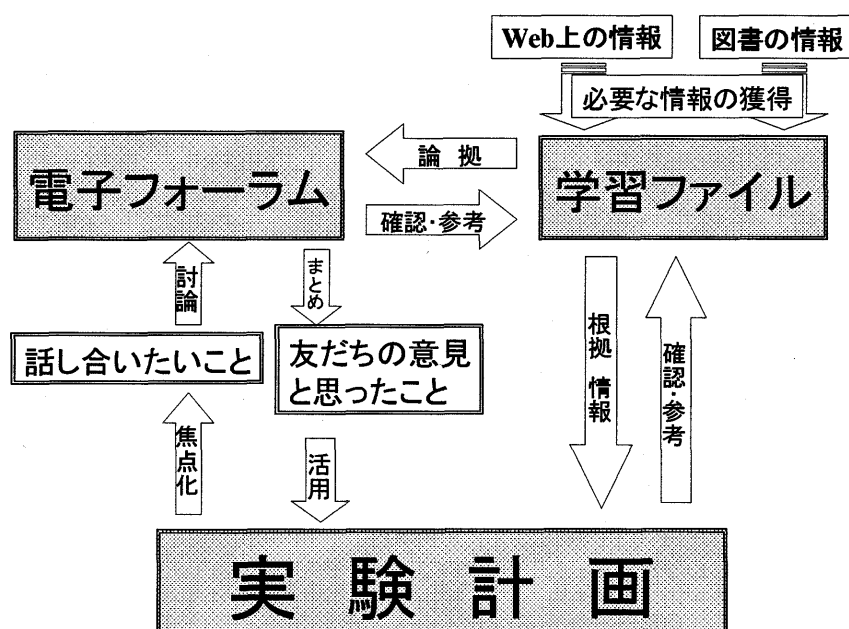 Web上の情報
図書の情報
必要な情報の獲得
論 拠
電子フォーラム
学習ファイル
確認・参考
討論
まとめ
話し合いたいこと
友だちの意見
と思ったこと
根拠 情報
確認・参考
焦点化
活用
実 験 計 画